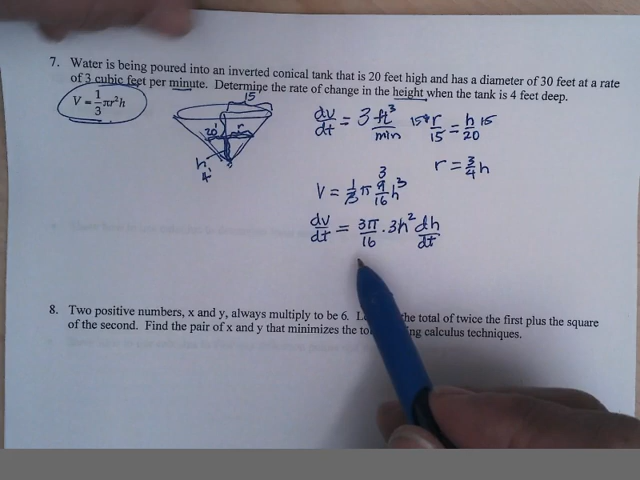 7. Water is being poured into an inverted conical tank that is 20 feet high and has a diameter of 30 feet at a rate
of 3 cubic feet per minute. Determine the rate of change in the height when the tank is 4 feet deep.
V = 1/3 πr²h
15
20'
r
h
4'
dv/dt = 3 ft³/min
r/15 = h/20
15
r = 3/4 h
V = 1/3 π 9/16 h³
3
dv/dt = 3π/16 · 3h² dh/dt
8. Two positive numbers, x and y, always multiply to be 6. the total of twice the first plus the square
of the second. Find the pair of x and y that minimizes the calculus techniques.